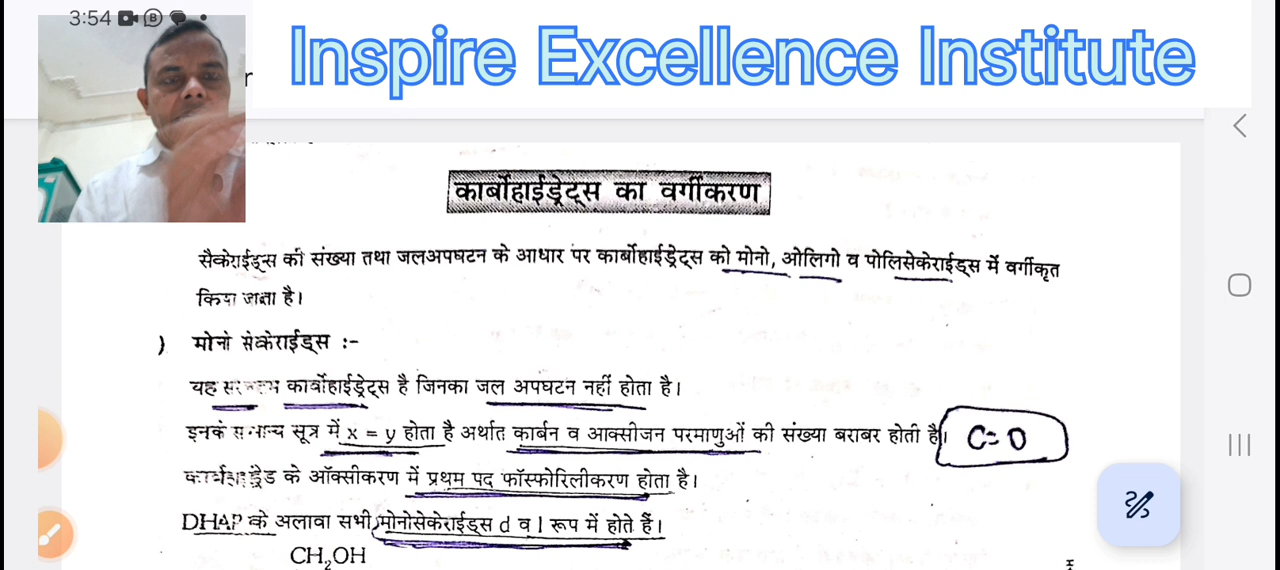 3:54
Inspire Excellence Institute
कार्बोहाईड्रेट्स का वर्गीकरण
सैकेराईड्स की संख्या तथा जलअपघटन के आधार पर कार्बोहाईड्रेट्स को मोनो, ओलिगो व पोलिसेकेराईड्स में वर्गीकृत
किया जाता है।
) मोनो सेकेराईड्स :-
यह कार्बोहाईड्रेट्स है जिनका जल अपघटन नहीं होता है।
इनके सूत्र में x = y होता है अर्थात कार्बन व आक्सीजन परमाणुओं की संख्या बराबर होती है। C=O
के ऑक्सीकरण में प्रथम पद फॉस्फोरिलीकरण होता है।
DHAP के अलावा सभी मोनोसेकेराईड्स d व l रूप में होते हैं।
CH₂OH